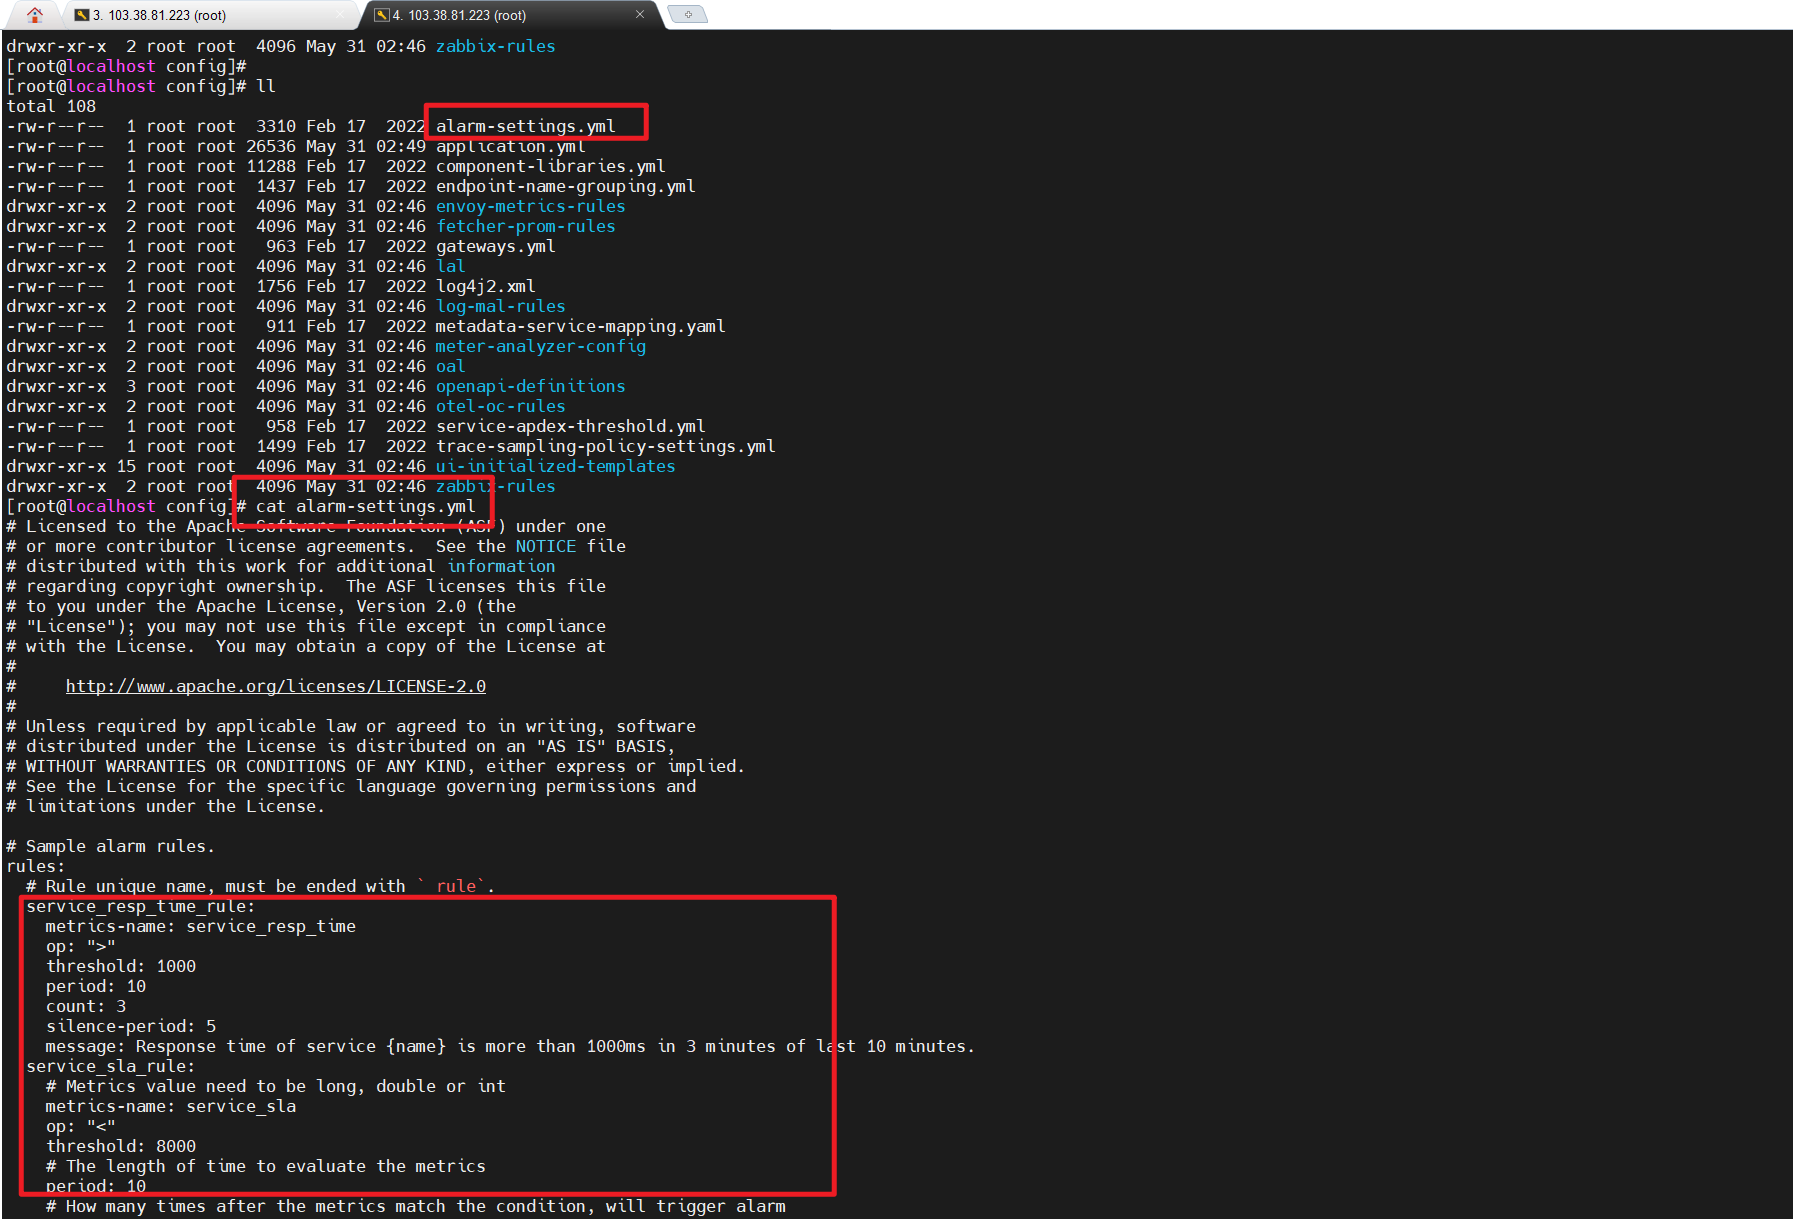 3. 103.38.81.223 (root)
4. 103.38.81.223 (root)
drwxr-xr-x  2 root root  4096 May 31 02:46 zabbix-rules
[root@localhost config]#
[root@localhost config]# ll
total 108
-rw-r--r--  1 root root  3310 Feb 17  2022 alarm-settings.yml
-rw-r--r--  1 root root 26536 May 31 02:49 application.yml
-rw-r--r--  1 root root 11288 Feb 17  2022 component-libraries.yml
-rw-r--r--  1 root root  1437 Feb 17  2022 endpoint-name-grouping.yml
drwxr-xr-x  2 root root  4096 May 31 02:46 envoy-metrics-rules
drwxr-xr-x  2 root root  4096 May 31 02:46 fetcher-prom-rules
-rw-r--r--  1 root root   963 Feb 17  2022 gateways.yml
drwxr-xr-x  2 root root  4096 May 31 02:46 lal
-rw-r--r--  1 root root  1756 Feb 17  2022 log4j2.xml
drwxr-xr-x  2 root root  4096 May 31 02:46 log-mal-rules
-rw-r--r--  1 root root   911 Feb 17  2022 metadata-service-mapping.yaml
drwxr-xr-x  2 root root  4096 May 31 02:46 meter-analyzer-config
drwxr-xr-x  2 root root  4096 May 31 02:46 oal
drwxr-xr-x  3 root root  4096 May 31 02:46 openapi-definitions
drwxr-xr-x  2 root root  4096 May 31 02:46 otel-oc-rules
-rw-r--r--  1 root root   958 Feb 17  2022 service-apdex-threshold.yml
-rw-r--r--  1 root root  1499 Feb 17  2022 trace-sampling-policy-settings.yml
drwxr-xr-x 15 root root  4096 May 31 02:46 ui-initialized-templates
drwxr-xr-x  2 root root  4096 May 31 02:46 zabbix-rules
[root@localhost config]# cat alarm-settings.yml
# Licensed to the Apache Software Foundation (ASF) under one
# or more contributor license agreements.  See the NOTICE file
# distributed with this work for additional information
# regarding copyright ownership.  The ASF licenses this file
# to you under the Apache License, Version 2.0 (the
# "License"); you may not use this file except in compliance
# with the License.  You may obtain a copy of the License at
#
#     http://www.apache.org/licenses/LICENSE-2.0
#
# Unless required by applicable law or agreed to in writing, software
# distributed under the License is distributed on an "AS IS" BASIS,
# WITHOUT WARRANTIES OR CONDITIONS OF ANY KIND, either express or implied.
# See the License for the specific language governing permissions and
# limitations under the License.

# Sample alarm rules.
rules:
  # Rule unique name, must be ended with `_rule`.
  service_resp_time_rule:
    metrics-name: service_resp_time
    op: ">"
    threshold: 1000
    period: 10
    count: 3
    silence-period: 5
    message: Response time of service {name} is more than 1000ms in 3 minutes of last 10 minutes.
  service_sla_rule:
    # Metrics value need to be long, double or int
    metrics-name: service_sla
    op: "<"
    threshold: 8000
    # The length of time to evaluate the metrics
    period: 10
    # How many times after the metrics match the condition, will trigger alarm